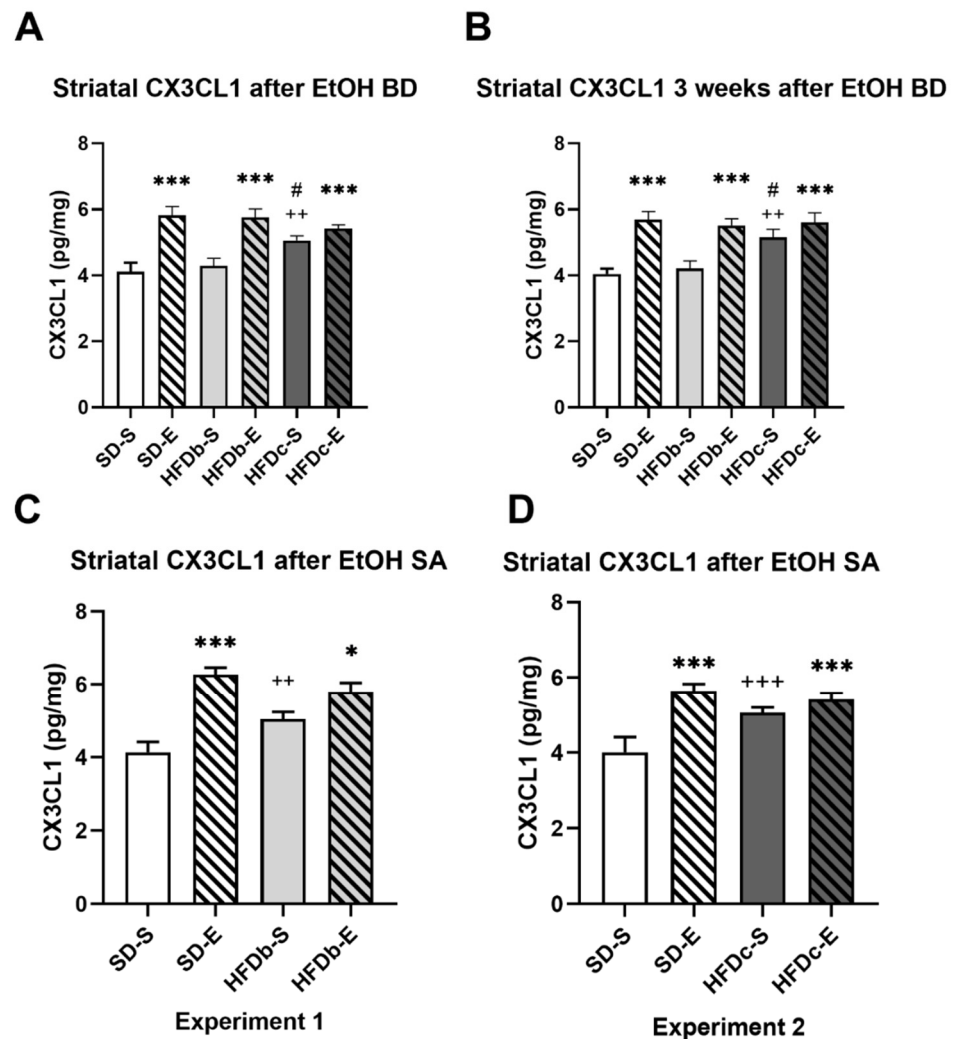 A
Striatal CX3CL1 after EtOH BD
CX3CL1 (pg/mg)
8
6
4
2
0
***
***
#
++
***
SD-S
SD-E
HFDb-S
HFDb-E
HFDc-S
HFDc-E
B
Striatal CX3CL1 3 weeks after EtOH BD
CX3CL1 (pg/mg)
8
6
4
2
0
***
***
#
++
***
SD-S
SD-E
HFDb-S
HFDb-E
HFDc-S
HFDc-E
C
Striatal CX3CL1 after EtOH SA
CX3CL1 (pg/mg)
8
6
4
2
0
***
++
*
SD-S
SD-E
HFDb-S
HFDb-E
Experiment 1
D
Striatal CX3CL1 after EtOH SA
CX3CL1 (pg/mg)
8
6
4
2
0
***
+++
***
SD-S
SD-E
HFDc-S
HFDc-E
Experiment 2